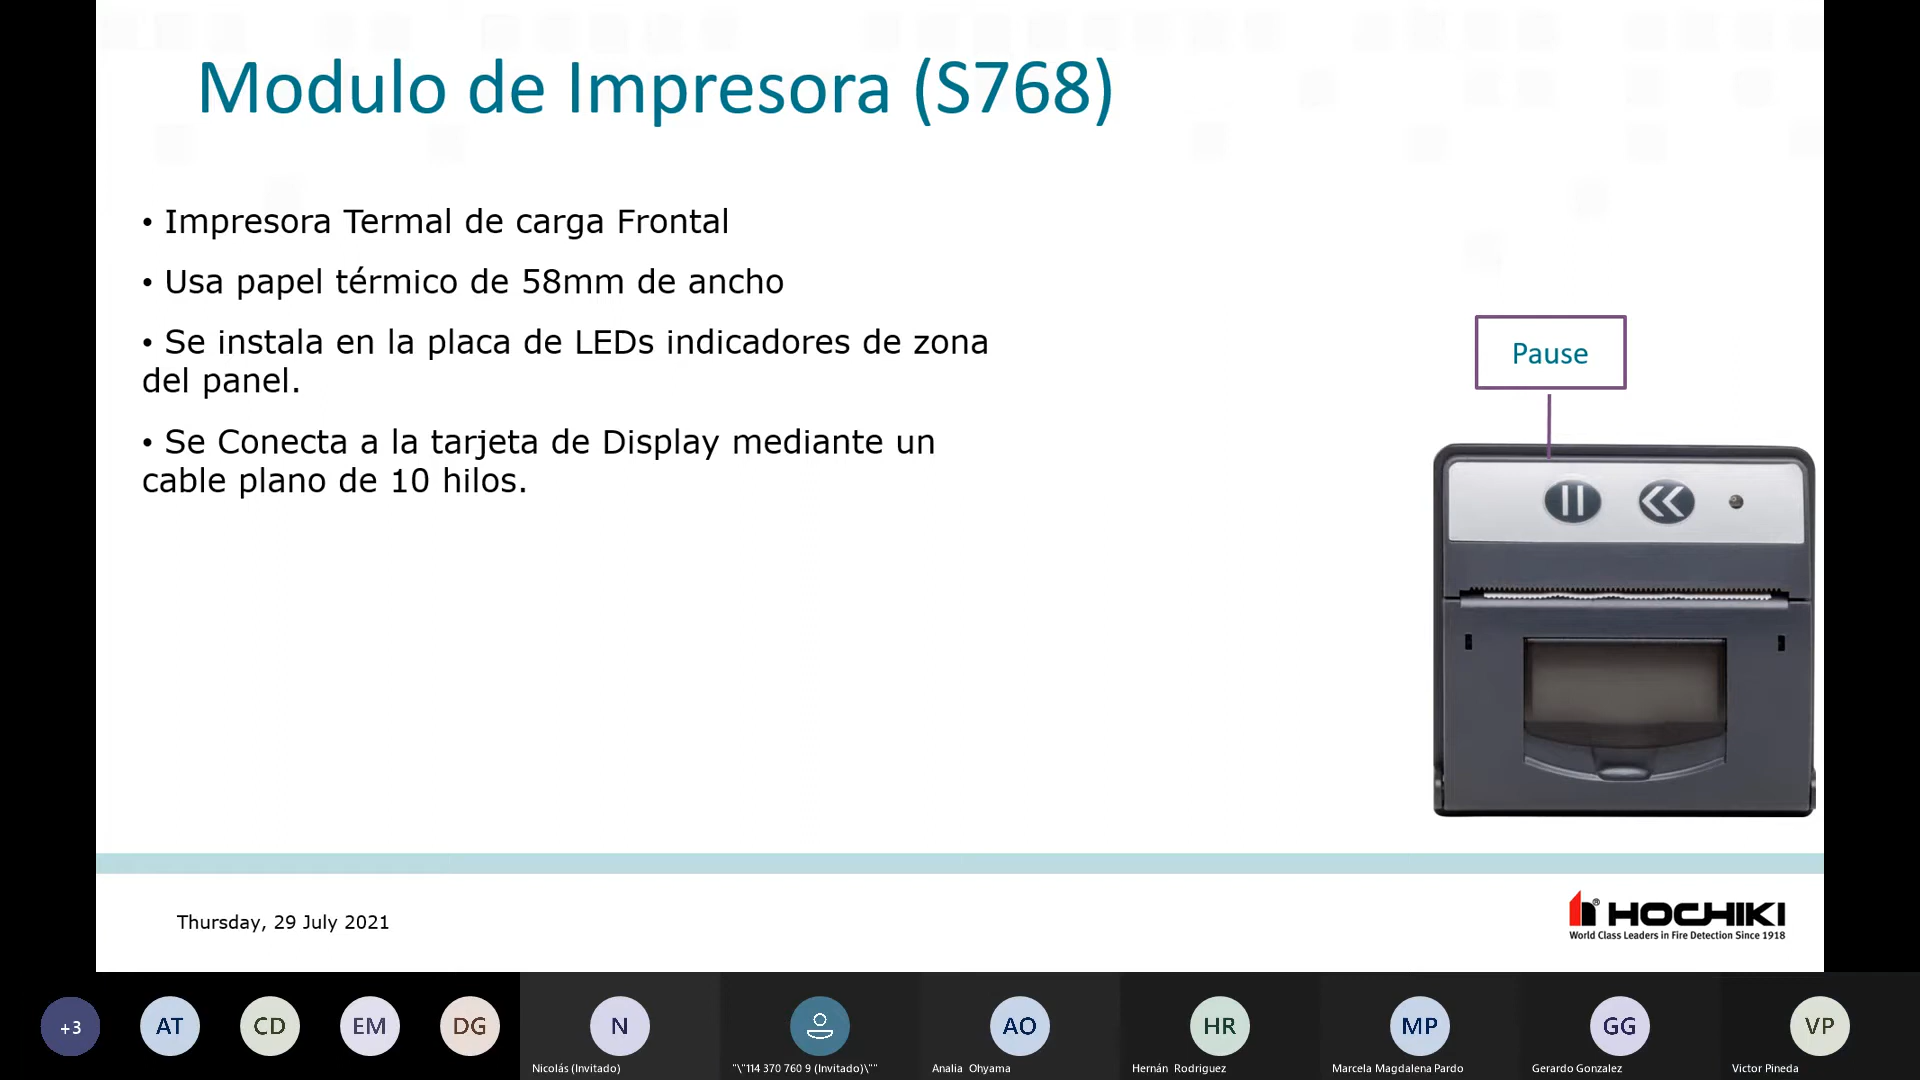 Modulo de Impresora (S768)
• Impresora Termal de carga Frontal
• Usa papel térmico de 58mm de ancho
• Se instala en la placa de LEDs indicadores de zona
del panel.
• Se Conecta a la tarjeta de Display mediante un
cable plano de 10 hilos.
Pause
Thursday, 29 July 2021
HOCHIKI
World Class Leaders in Fire Detection Since 1918
+3
AT
CD
EM
DG
N
AO
HR
MP
GG
VP
Nicolás (Invitado)
"\"114 370 760 9 (Invitado)\""
Analia Ohyama
Hernán Rodriguez
Marcela Magdalena Pardo
Gerardo Gonzalez
Victor Pineda